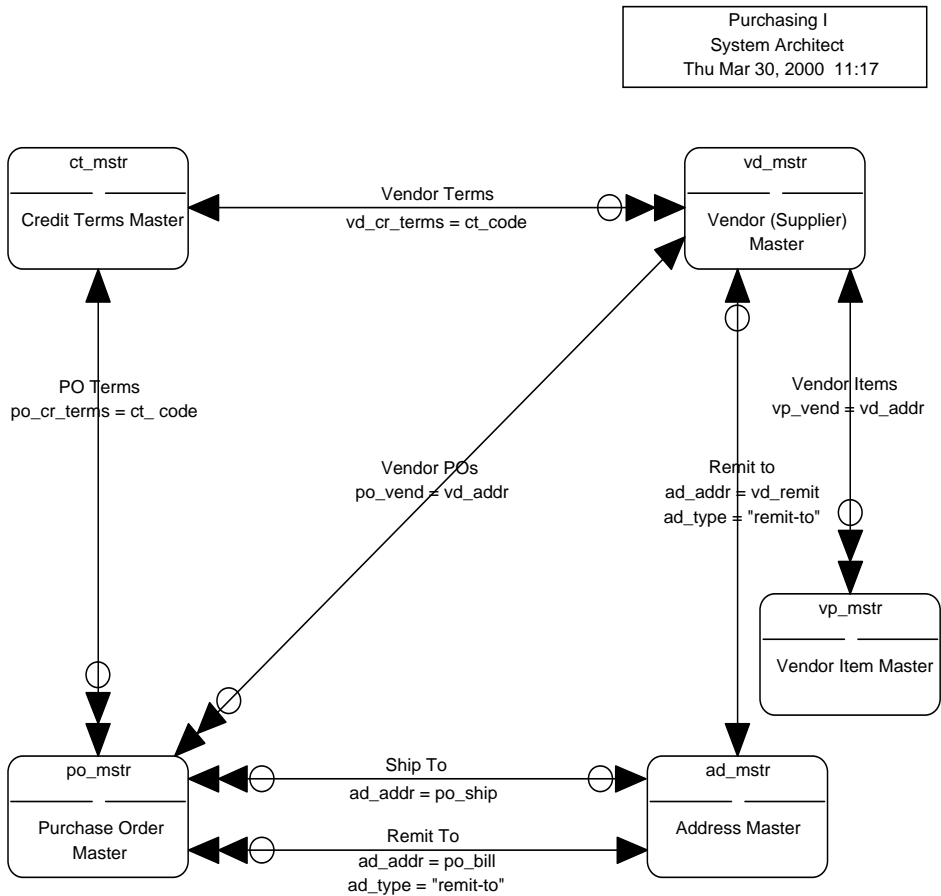 Purchasing I
System Architect
Thu Mar 30, 2000  11:17
ct_mstr
Credit Terms Master
Vendor Terms
vd_cr_terms = ct_code
vd_mstr
Vendor (Supplier)
Master
PO Terms
po_cr_terms = ct_ code
Vendor Items
vp_vend = vd_addr
Vendor POs
po_vend = vd_addr
Remit to
ad_addr = vd_remit
ad_type = "remit-to"
vp_mstr
Vendor Item Master
po_mstr
Purchase Order
Master
Ship To
ad_addr = po_ship
Remit To
ad_addr = po_bill
ad_type = "remit-to"
ad_mstr
Address Master